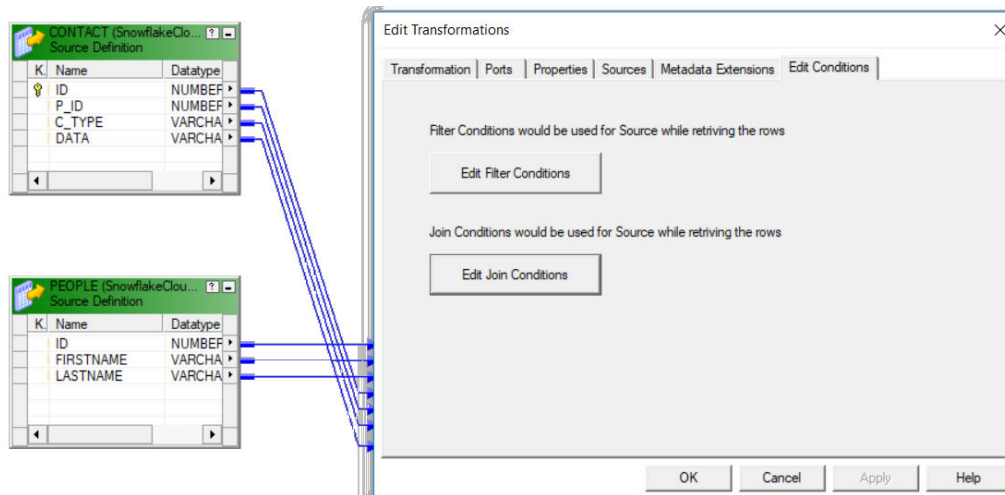 CONTACT (SnowflakeClo...
Source Definition
K. Name Datatype
ID NUMBER
P_ID NUMBER
C_TYPE VARCHA
DATA VARCHA
PEOPLE (SnowflakeClou...
Source Definition
K. Name Datatype
ID NUMBER
FIRSTNAME VARCHA
LASTNAME VARCHA
Edit Transformations
Transformation Ports Properties Sources Metadata Extensions Edit Conditions
Filter Conditions would be used for Source while retriving the rows
Edit Filter Conditions
Join Conditions would be used for Source while retriving the rows
Edit Join Conditions
OK Cancel Apply Help